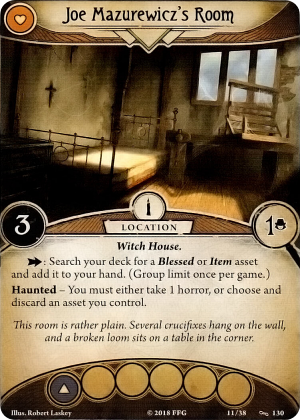 Joe Mazurewicz's Room
3
LOCATION
1
Witch House.
: Search your deck for a Blessed or Item asset
and add it to your hand. (Group limit once per game.)
Haunted – You must either take 1 horror, or choose and
discard an asset you control.
This room is rather plain. Several crucifixes hang on the wall,
and a broken loom sits on a table in the corner.
Illus. Robert Laskey
© 2018 FFG
11/38
130